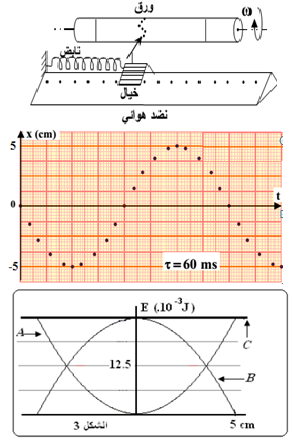 ورق
ω
نابض
خيال
نضد هوائي
x (cm)
5
0
t
-5
τ = 60 ms
E (.10⁻³J)
A
C
12.5
B
الشكل 3
5 cm